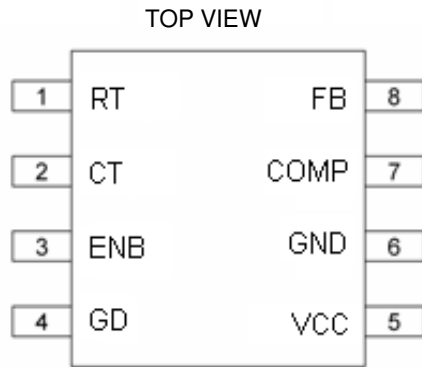 TOP VIEW
1 RT FB 8
2 CT COMP 7
3 ENB GND 6
4 GD VCC 5